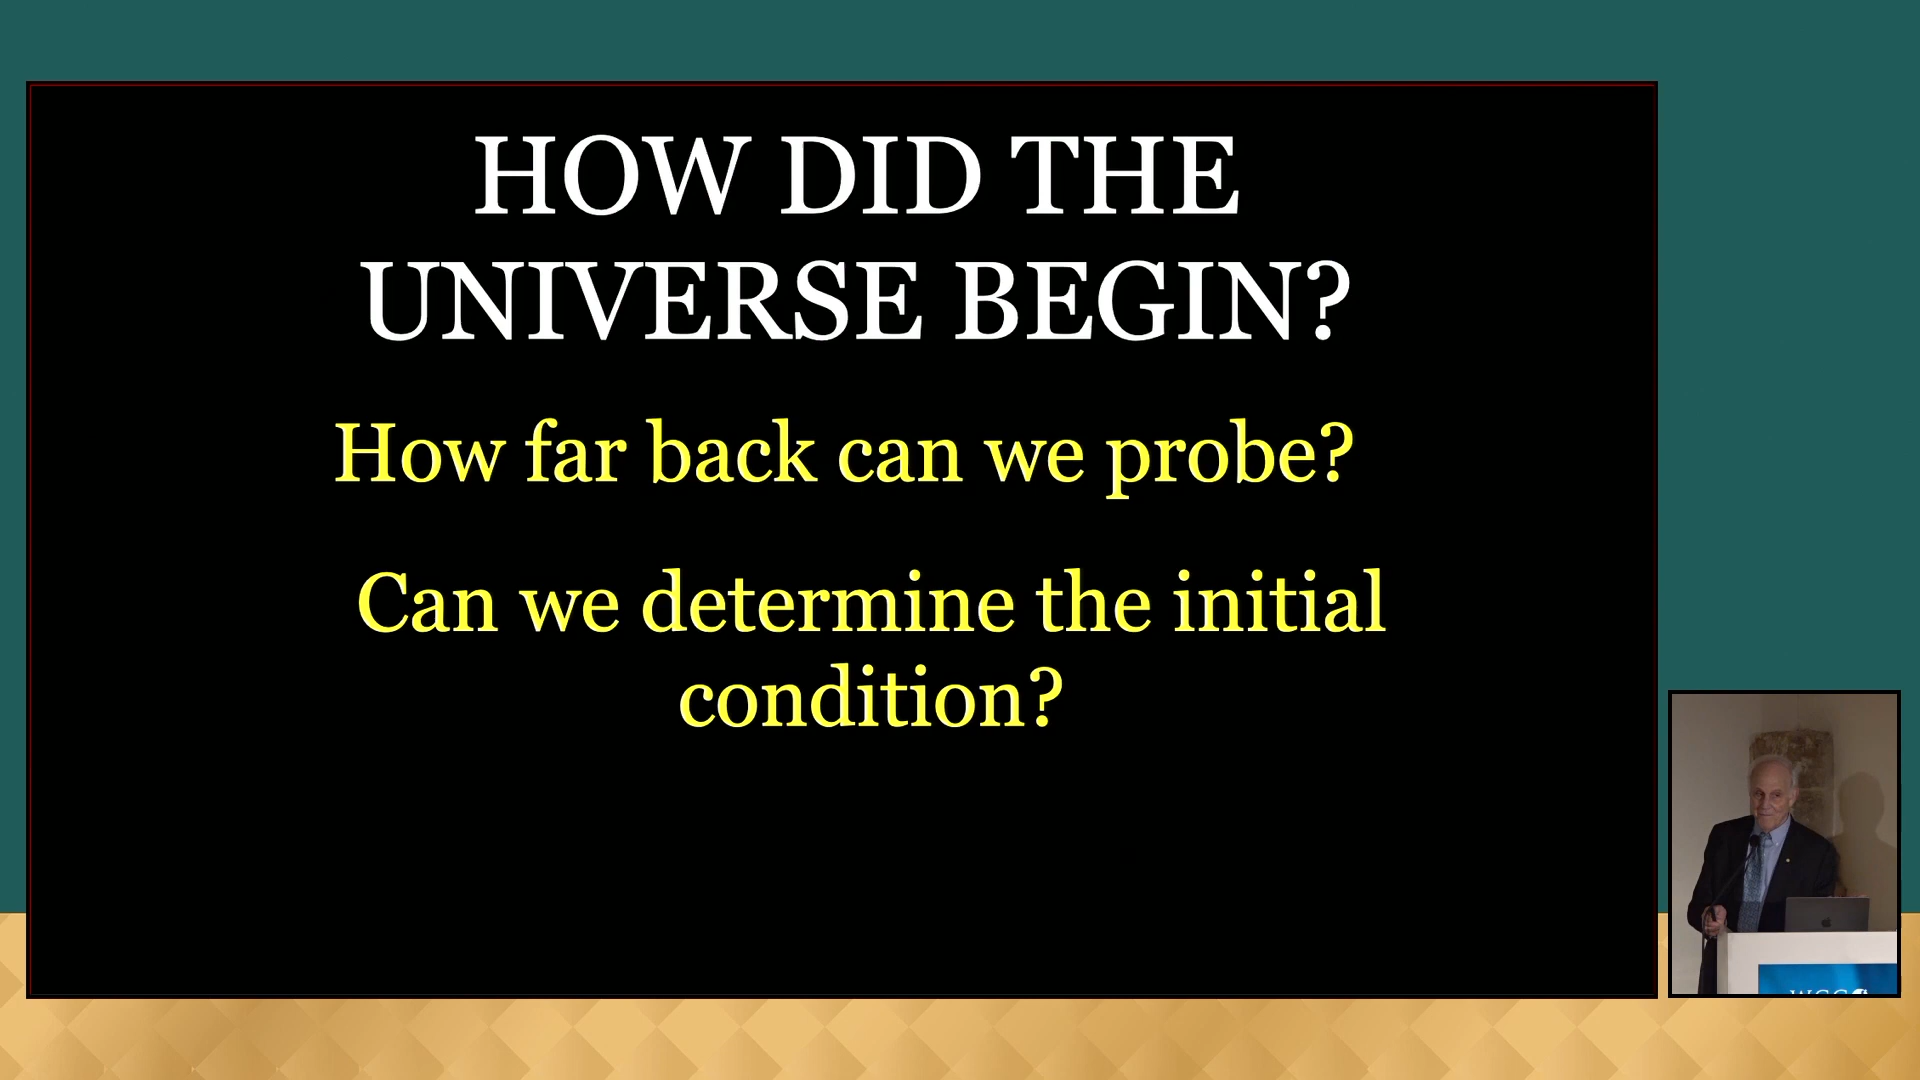 HOW DID THE
UNIVERSE BEGIN?
How far back can we probe?
Can we determine the initial
condition?